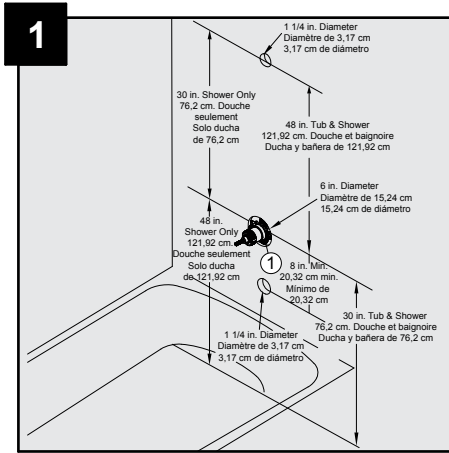 1
1 1/4 in. Diameter
Diamètre de 3,17 cm
3,17 cm de diámetro
30 in. Shower Only
76,2 cm. Douche
seulement
Solo ducha
de 76,2 cm
48 in. Tub & Shower
121,92 cm. Douche et baignoire
Ducha y bañera de 121,92 cm
6 in. Diameter
Diamètre de 15,24 cm
15,24 cm de diámetro
48 in.
Shower Only
121,92 cm.
Douche seulement
Solo ducha
de 121,92 cm
1
8 in. Min.
20,32 cm min.
Mínimo de
20,32 cm
30 in. Tub & Shower
76,2 cm. Douche et baignoire
Ducha y bañera de 76,2 cm
1 1/4 in. Diameter
Diamètre de 3,17 cm
3,17 cm de diámetro